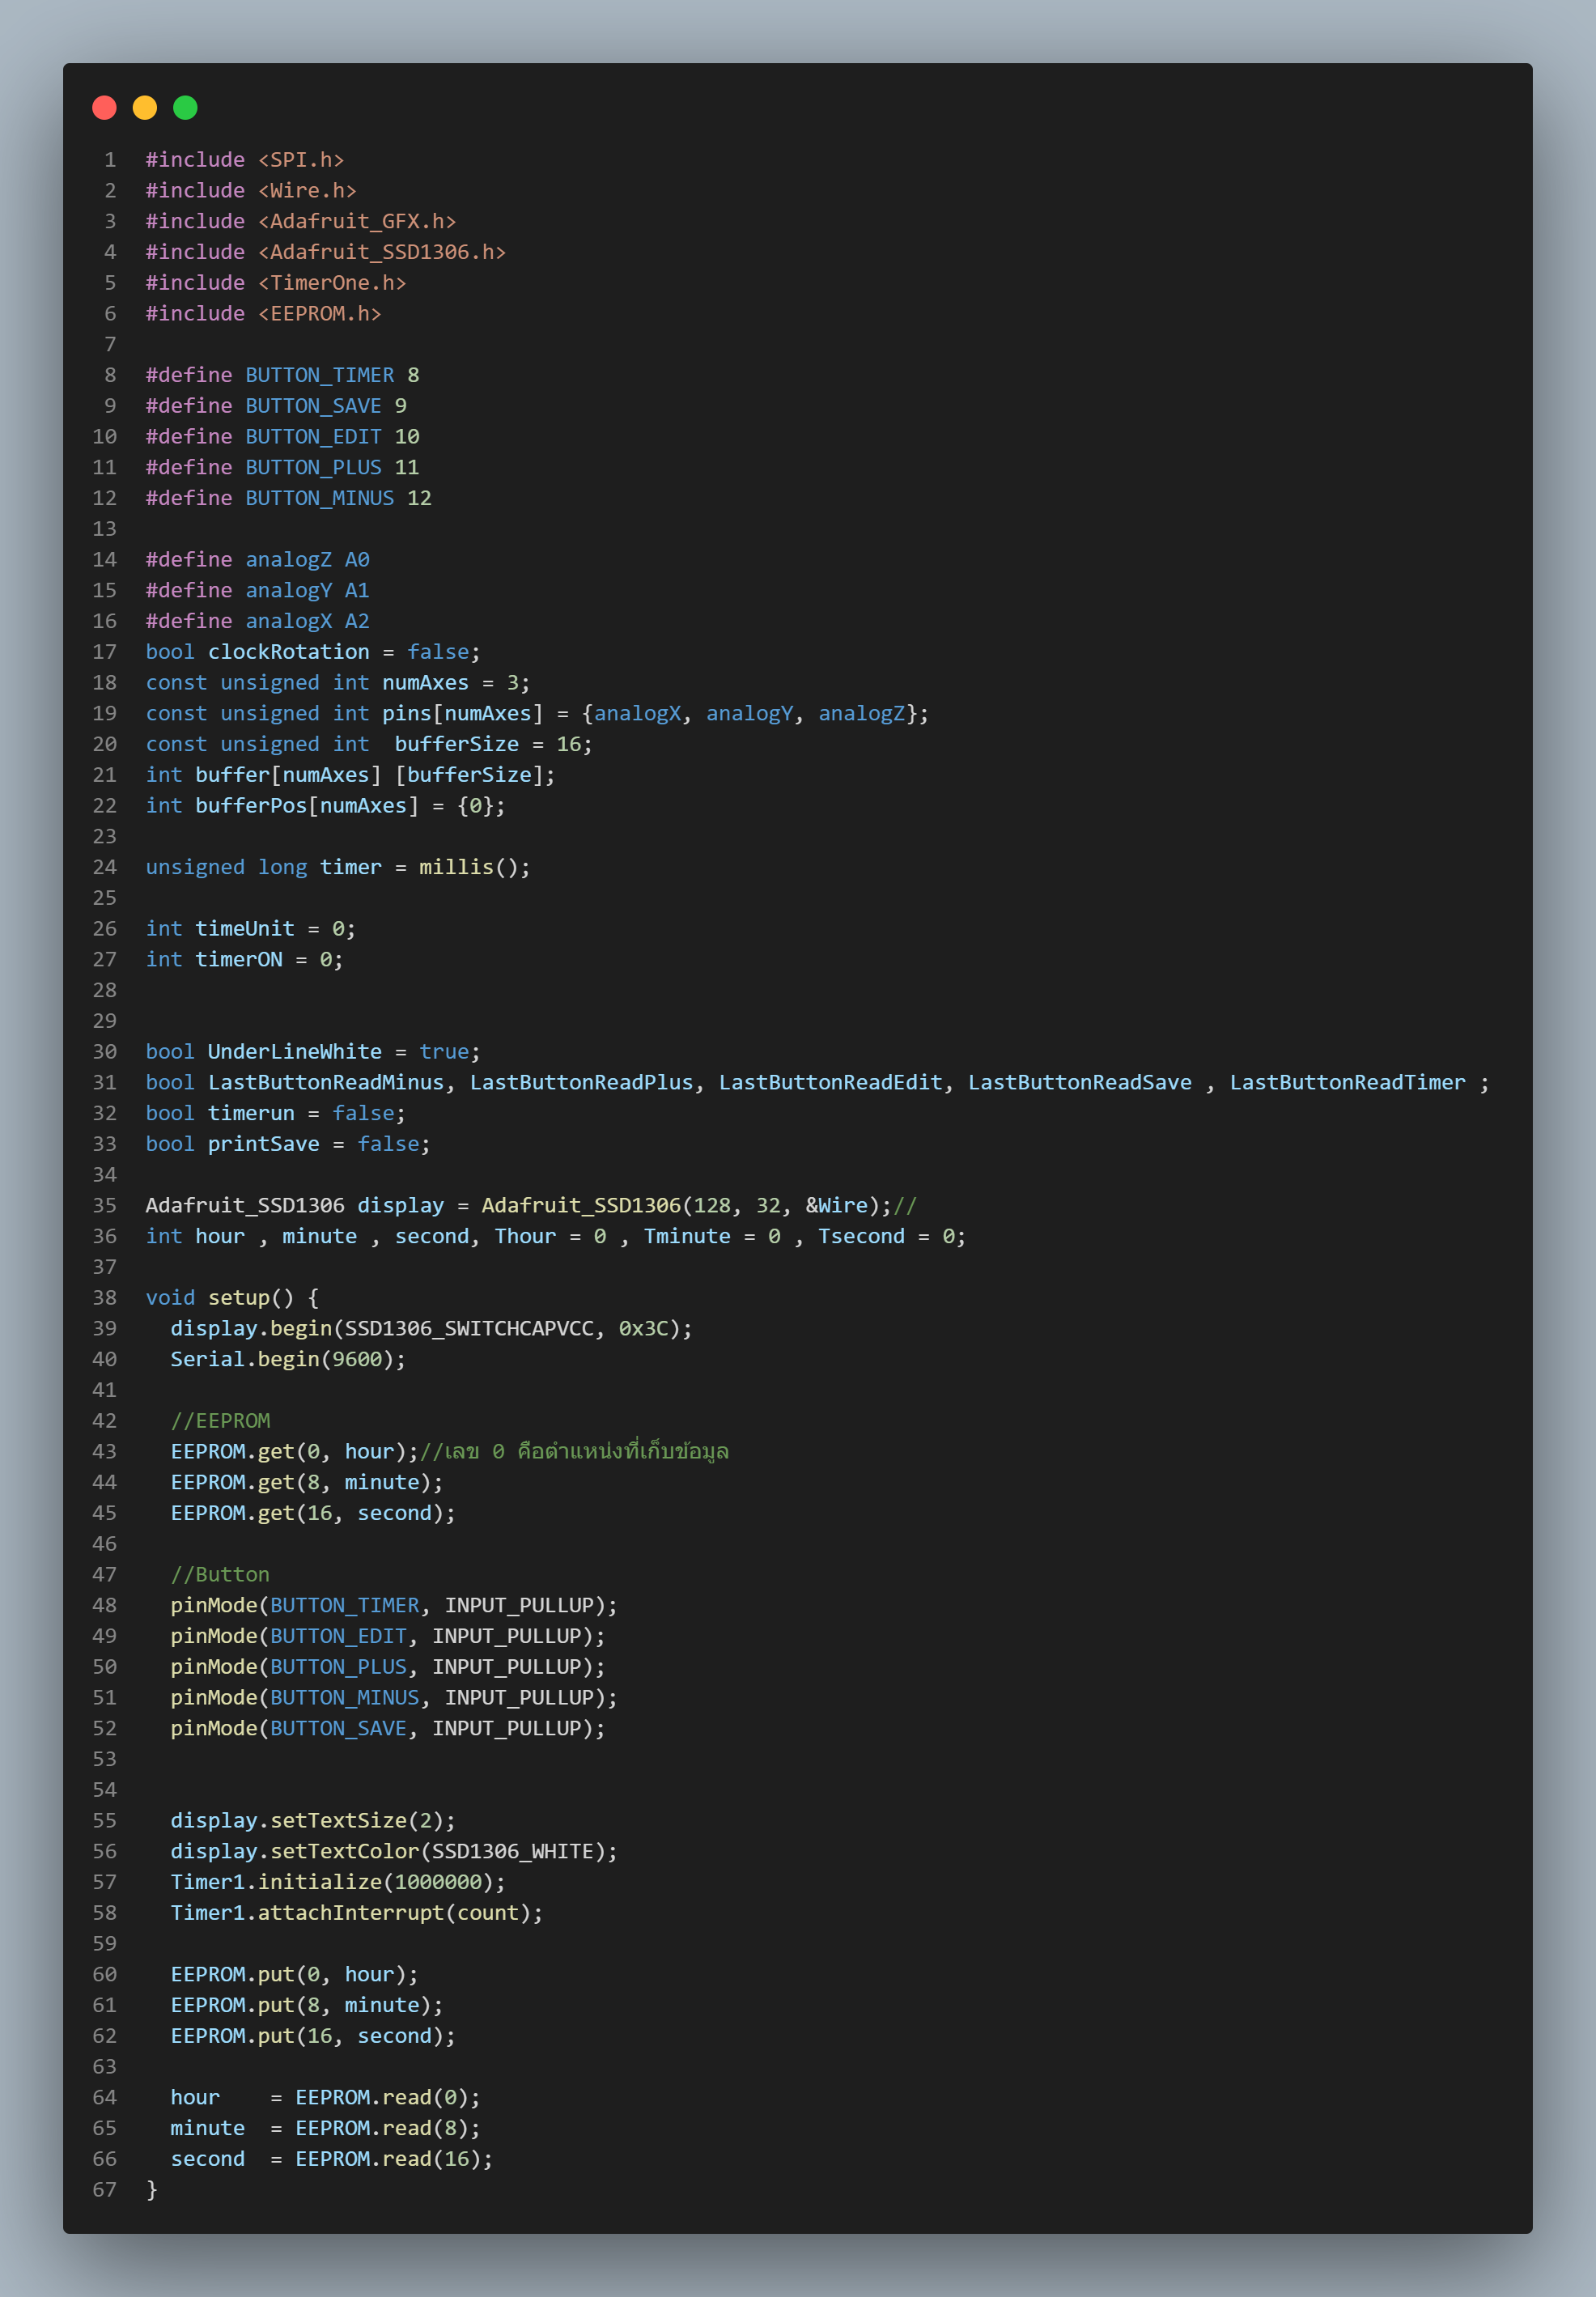 1 #include <SPI.h>
2 #include <Wire.h>
3 #include <Adafruit_GFX.h>
4 #include <Adafruit_SSD1306.h>
5 #include <TimerOne.h>
6 #include <EEPROM.h>
7
8 #define BUTTON_TIMER 8
9 #define BUTTON_SAVE 9
10 #define BUTTON_EDIT 10
11 #define BUTTON_PLUS 11
12 #define BUTTON_MINUS 12
13
14 #define analogZ A0
15 #define analogY A1
16 #define analogX A2
17 bool clockRotation = false;
18 const unsigned int numAxes = 3;
19 const unsigned int pins[numAxes] = {analogX, analogY, analogZ};
20 const unsigned int  bufferSize = 16;
21 int buffer[numAxes] [bufferSize];
22 int bufferPos[numAxes] = {0};
23
24 unsigned long timer = millis();
25
26 int timeUnit = 0;
27 int timerON = 0;
28
29
30 bool UnderLineWhite = true;
31 bool LastButtonReadMinus, LastButtonReadPlus, LastButtonReadEdit, LastButtonReadSave , LastButtonReadTimer ;
32 bool timerun = false;
33 bool printSave = false;
34
35 Adafruit_SSD1306 display = Adafruit_SSD1306(128, 32, &Wire);//
36 int hour , minute , second, Thour = 0 , Tminute = 0 , Tsecond = 0;
37
38 void setup() {
39   display.begin(SSD1306_SWITCHCAPVCC, 0x3C);
40   Serial.begin(9600);
41
42   //EEPROM
43   EEPROM.get(0, hour);//เลข 0 คือตำแหน่งที่เก็บข้อมูล
44   EEPROM.get(8, minute);
45   EEPROM.get(16, second);
46
47   //Button
48   pinMode(BUTTON_TIMER, INPUT_PULLUP);
49   pinMode(BUTTON_EDIT, INPUT_PULLUP);
50   pinMode(BUTTON_PLUS, INPUT_PULLUP);
51   pinMode(BUTTON_MINUS, INPUT_PULLUP);
52   pinMode(BUTTON_SAVE, INPUT_PULLUP);
53
54
55   display.setTextSize(2);
56   display.setTextColor(SSD1306_WHITE);
57   Timer1.initialize(1000000);
58   Timer1.attachInterrupt(count);
59
60   EEPROM.put(0, hour);
61   EEPROM.put(8, minute);
62   EEPROM.put(16, second);
63
64   hour    = EEPROM.read(0);
65   minute  = EEPROM.read(8);
66   second  = EEPROM.read(16);
67 }